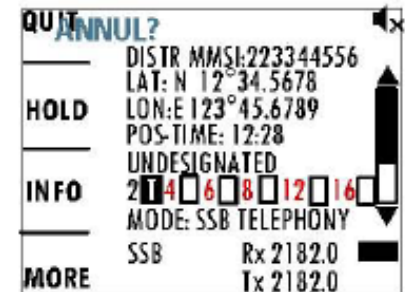 QUIT ANNUL?
DISTR MMSI:223344556
LAT: N 12°34.5678
HOLD LON:E 123°45.6789
POS-TIME: 12:28
UNDESIGNATED
INFO 2 T 4 6 8 12 16
MODE: SSB TELEPHONY
SSB Rx 2182.0
MORE Tx 2182.0